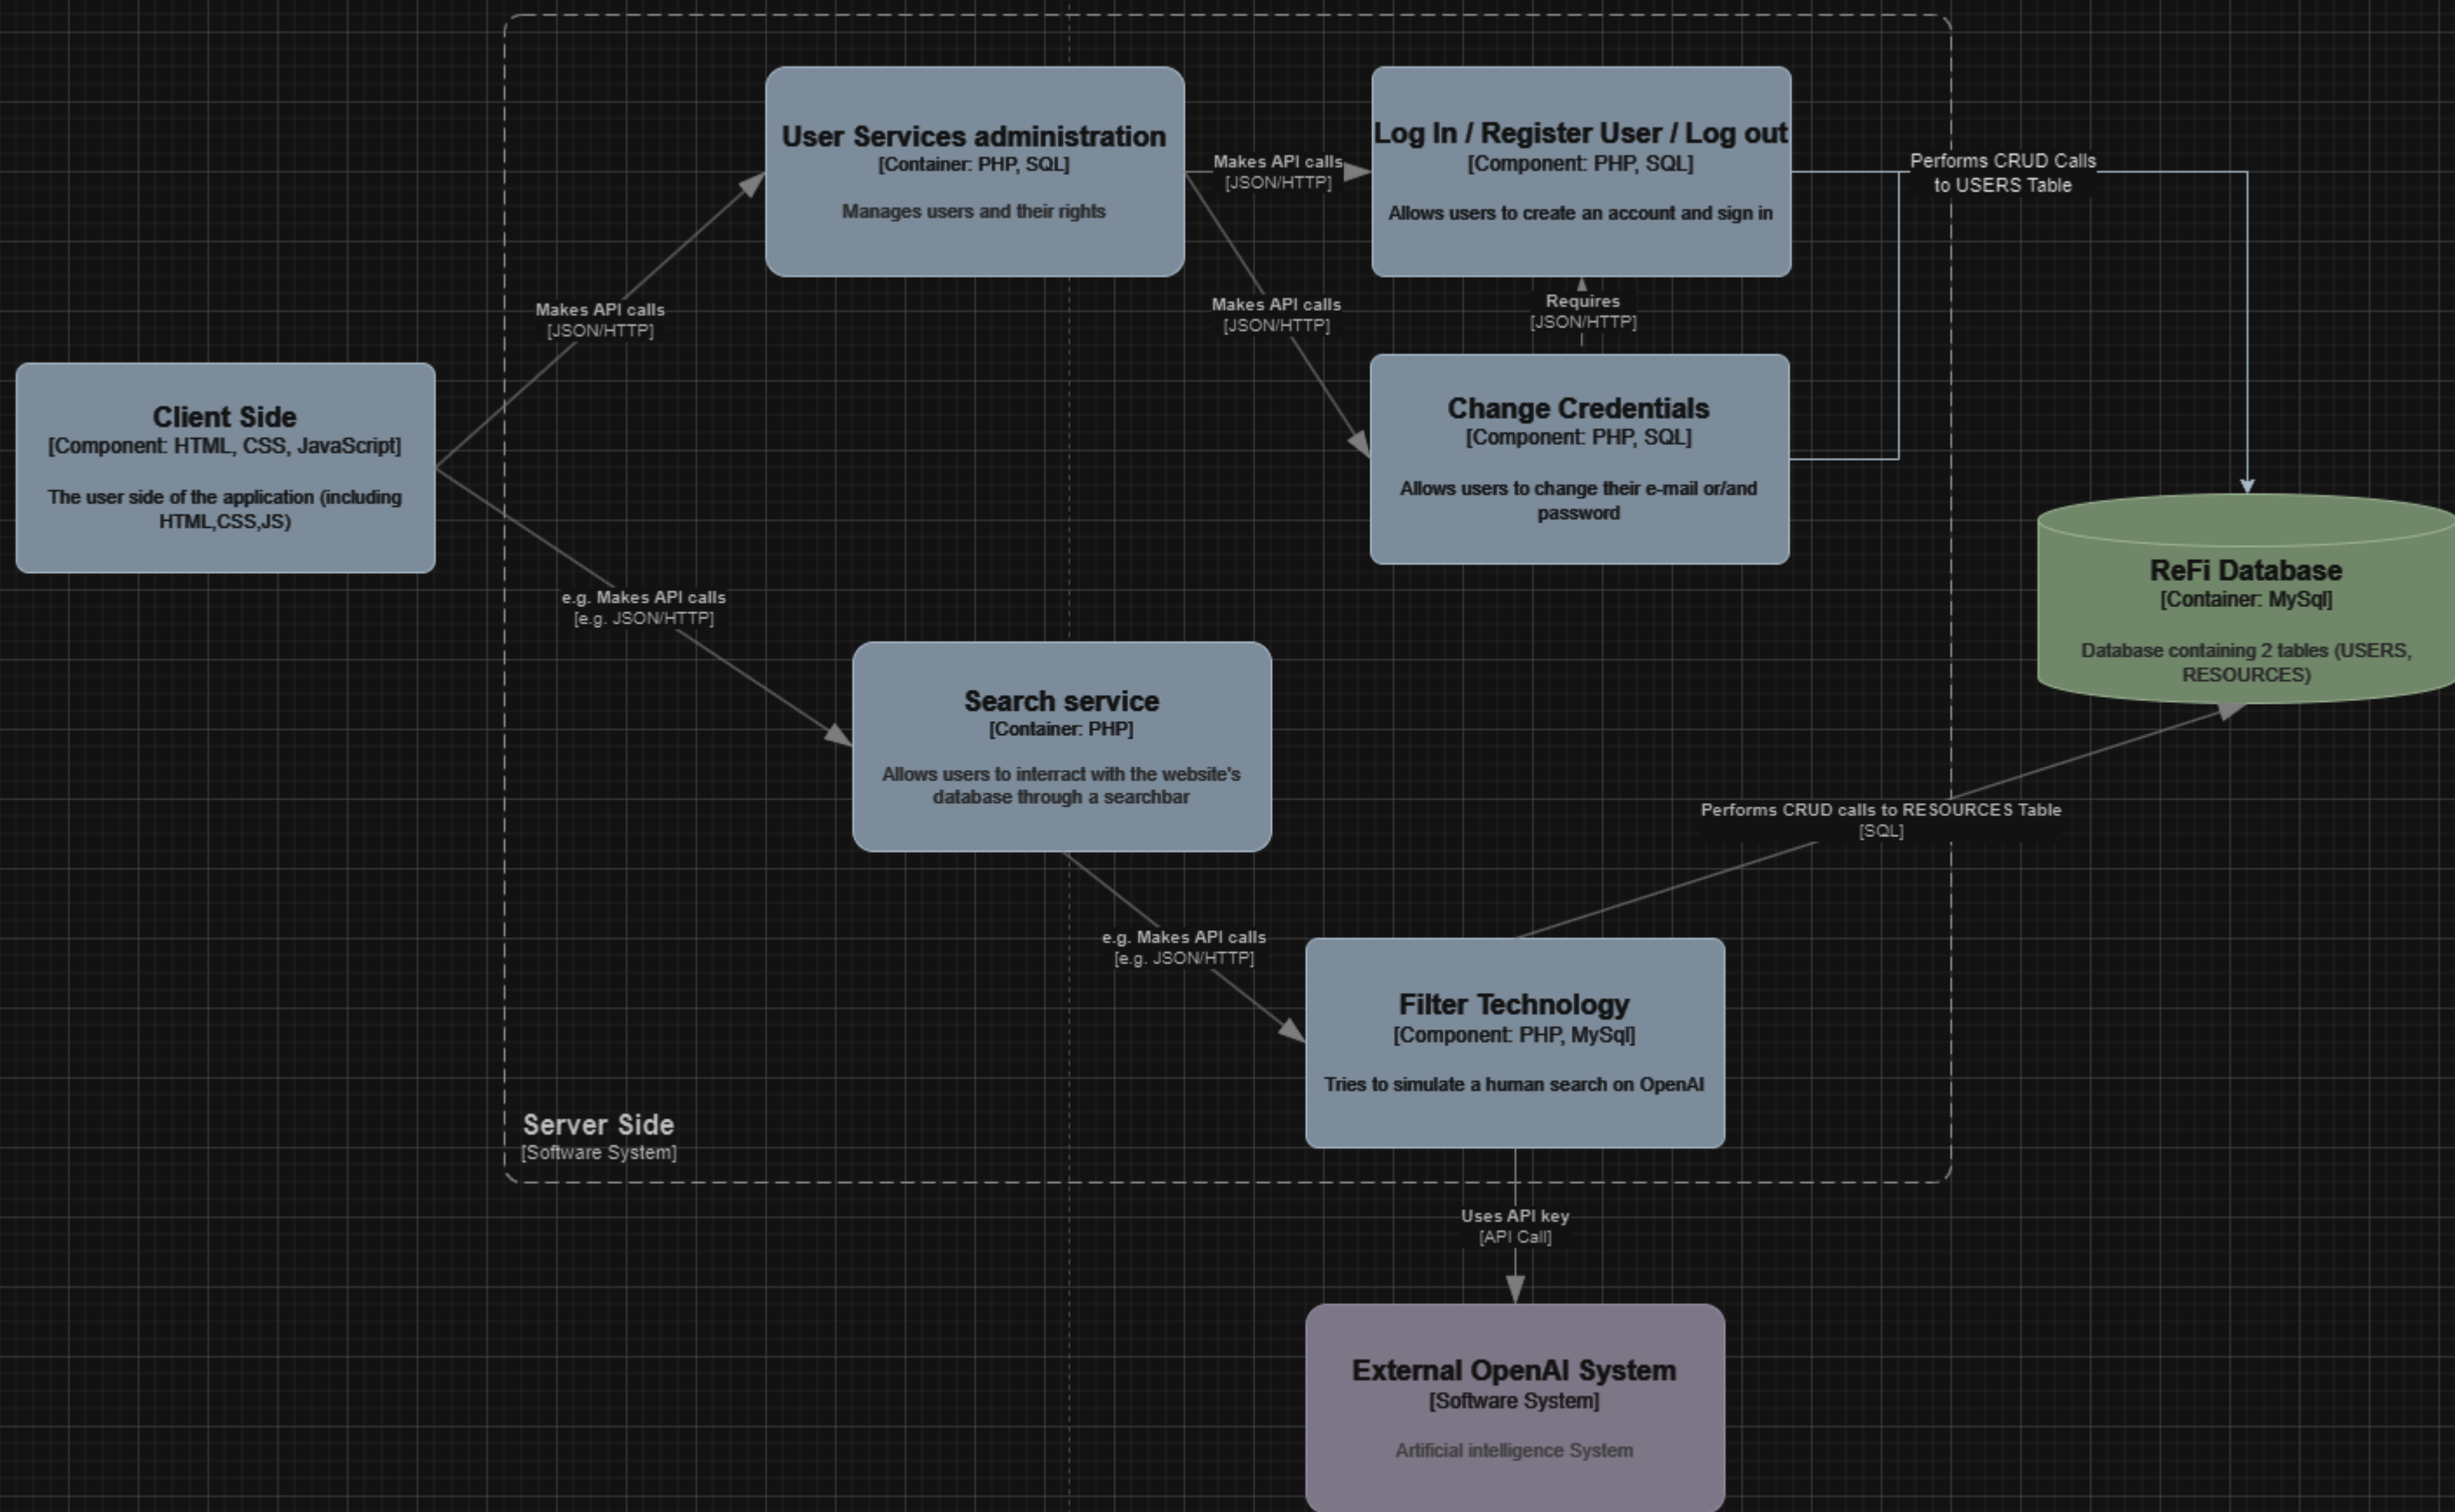 User Services administration
[Container: PHP, SQL]
Manages users and their rights
Makes API calls
[JSON/HTTP]
Log In / Register User / Log out
[Component: PHP, SQL]
Allows users to create an account and sign in
Performs CRUD Calls
to USERS Table
Makes API calls
[JSON/HTTP]
Makes API calls
[JSON/HTTP]
Requires
[JSON/HTTP]
Client Side
[Component: HTML, CSS, JavaScript]
The user side of the application (including
HTML,CSS,JS)
Change Credentials
[Component: PHP, SQL]
Allows users to change their e-mail or/and
password
ReFi Database
[Container: MySql]
Database containing 2 tables (USERS,
RESOURCES)
e.g. Makes API calls
[e.g. JSON/HTTP]
Search service
[Container: PHP]
Allows users to interract with the website's
database through a searchbar
Performs CRUD calls to RESOURCES Table
[SQL]
e.g. Makes API calls
[e.g. JSON/HTTP]
Filter Technology
[Component: PHP, MySql]
Tries to simulate a human search on OpenAI
Server Side
[Software System]
Uses API key
[API Call]
External OpenAI System
[Software System]
Artificial intelligence System